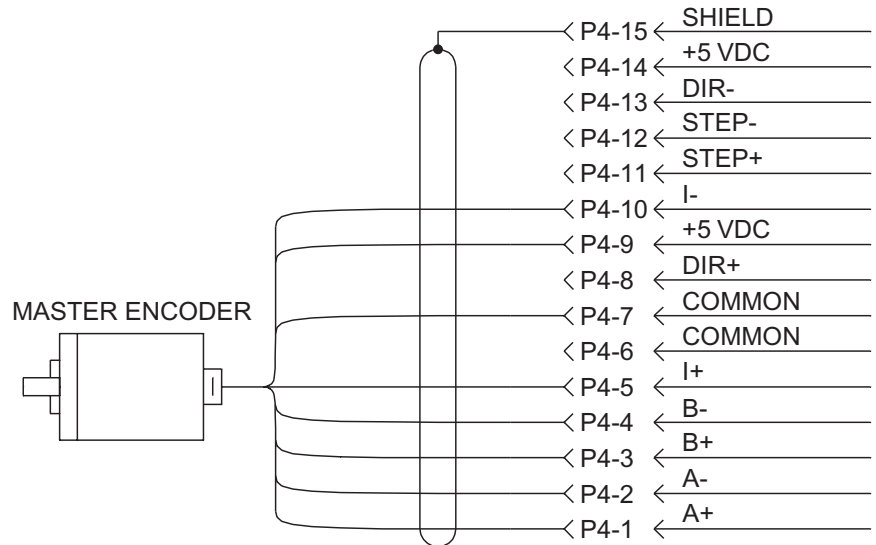 P4-15 SHIELD
P4-14 +5 VDC
P4-13 DIR-
P4-12 STEP-
P4-11 STEP+
P4-10 I-
P4-9 +5 VDC
P4-8 DIR+
MASTER ENCODER
P4-7 COMMON
P4-6 COMMON
P4-5 I+
P4-4 B-
P4-3 B+
P4-2 A-
P4-1 A+